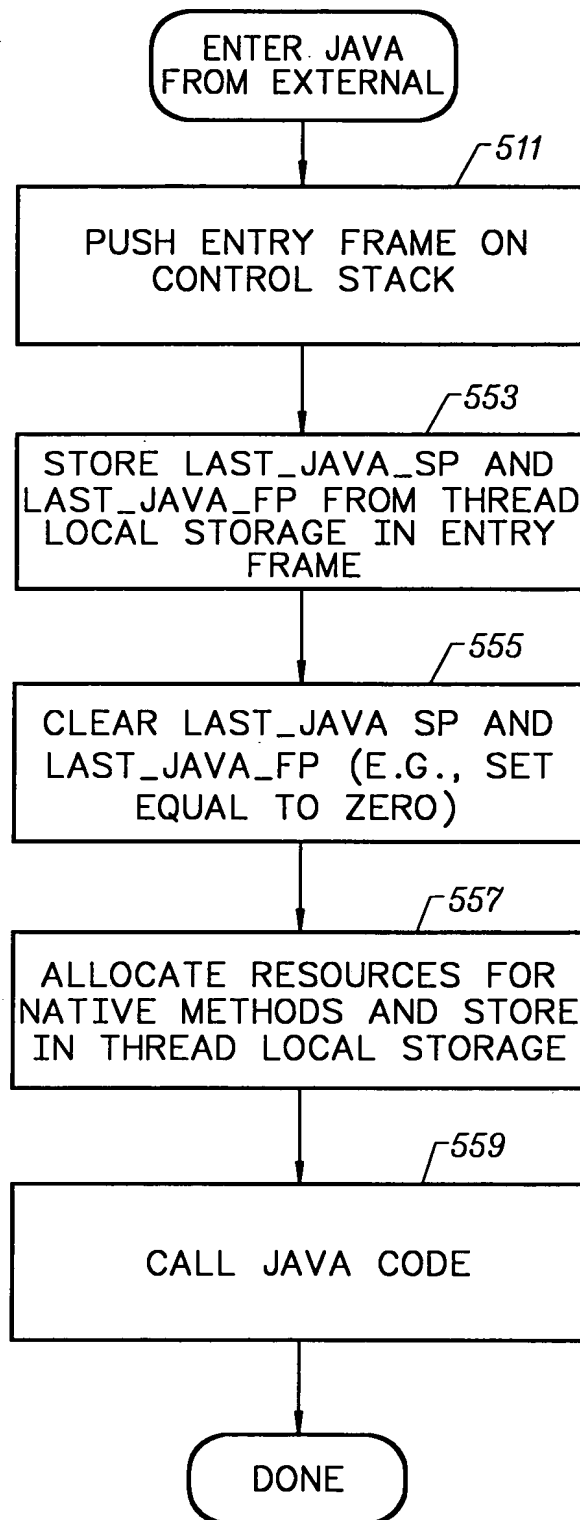 ENTER JAVA
FROM EXTERNAL
511
PUSH ENTRY FRAME ON
CONTROL STACK
553
STORE LAST_JAVA_SP AND
LAST_JAVA_FP FROM THREAD
LOCAL STORAGE IN ENTRY
FRAME
555
CLEAR LAST_JAVA SP AND
LAST_JAVA_FP (E.G., SET
EQUAL TO ZERO)
557
ALLOCATE RESOURCES FOR
NATIVE METHODS AND STORE
IN THREAD LOCAL STORAGE
559
CALL JAVA CODE
DONE